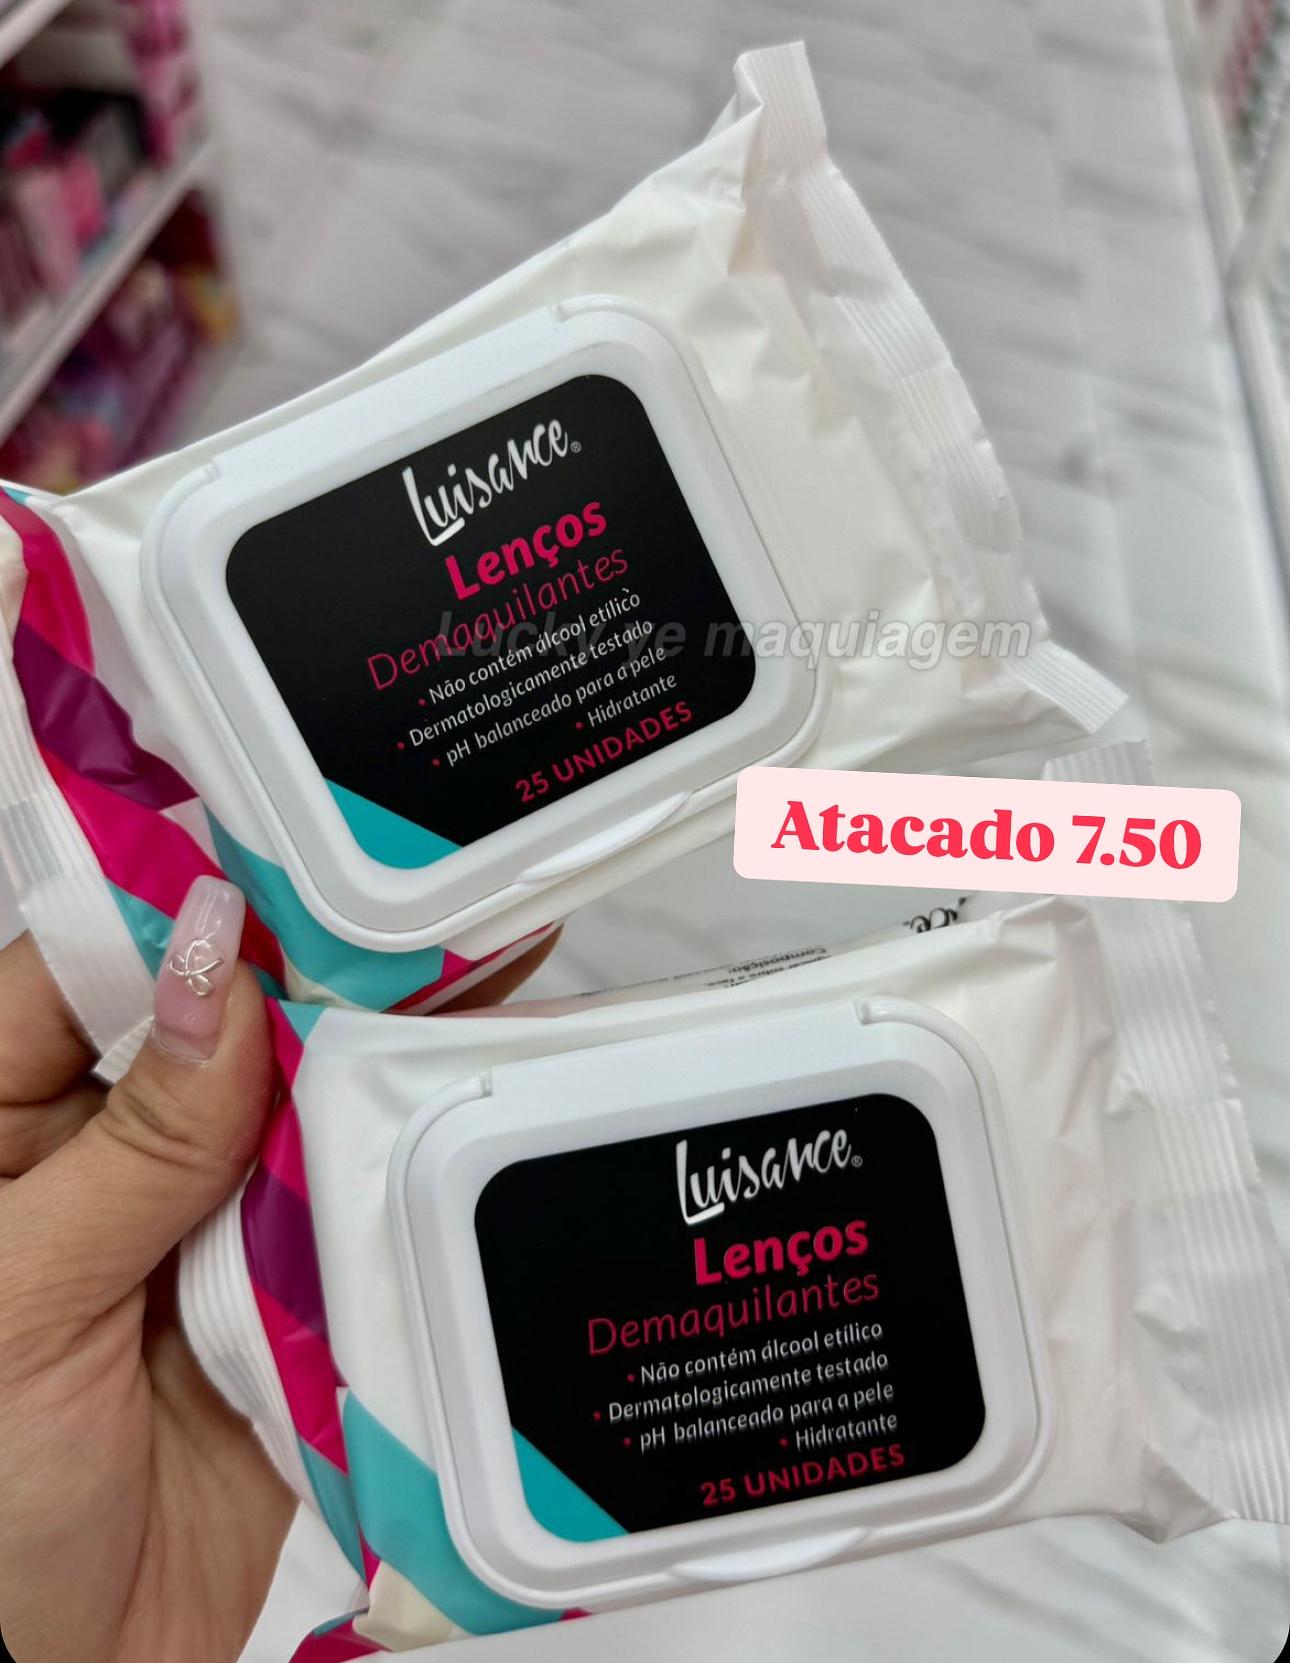 Luisance®
Lenços
Demaquilantes
• Não contém álcool etílico
• Dermatologicamente testado
• pH balanceado para a pele
• Hidratante
25 UNIDADES
Lucky ye maquiagem
Atacado 7.50
Composição:
Luisance®
Lenços
Demaquilantes
• Não contém álcool etílico
• Dermatologicamente testado
• pH balanceado para a pele
• Hidratante
25 UNIDADES